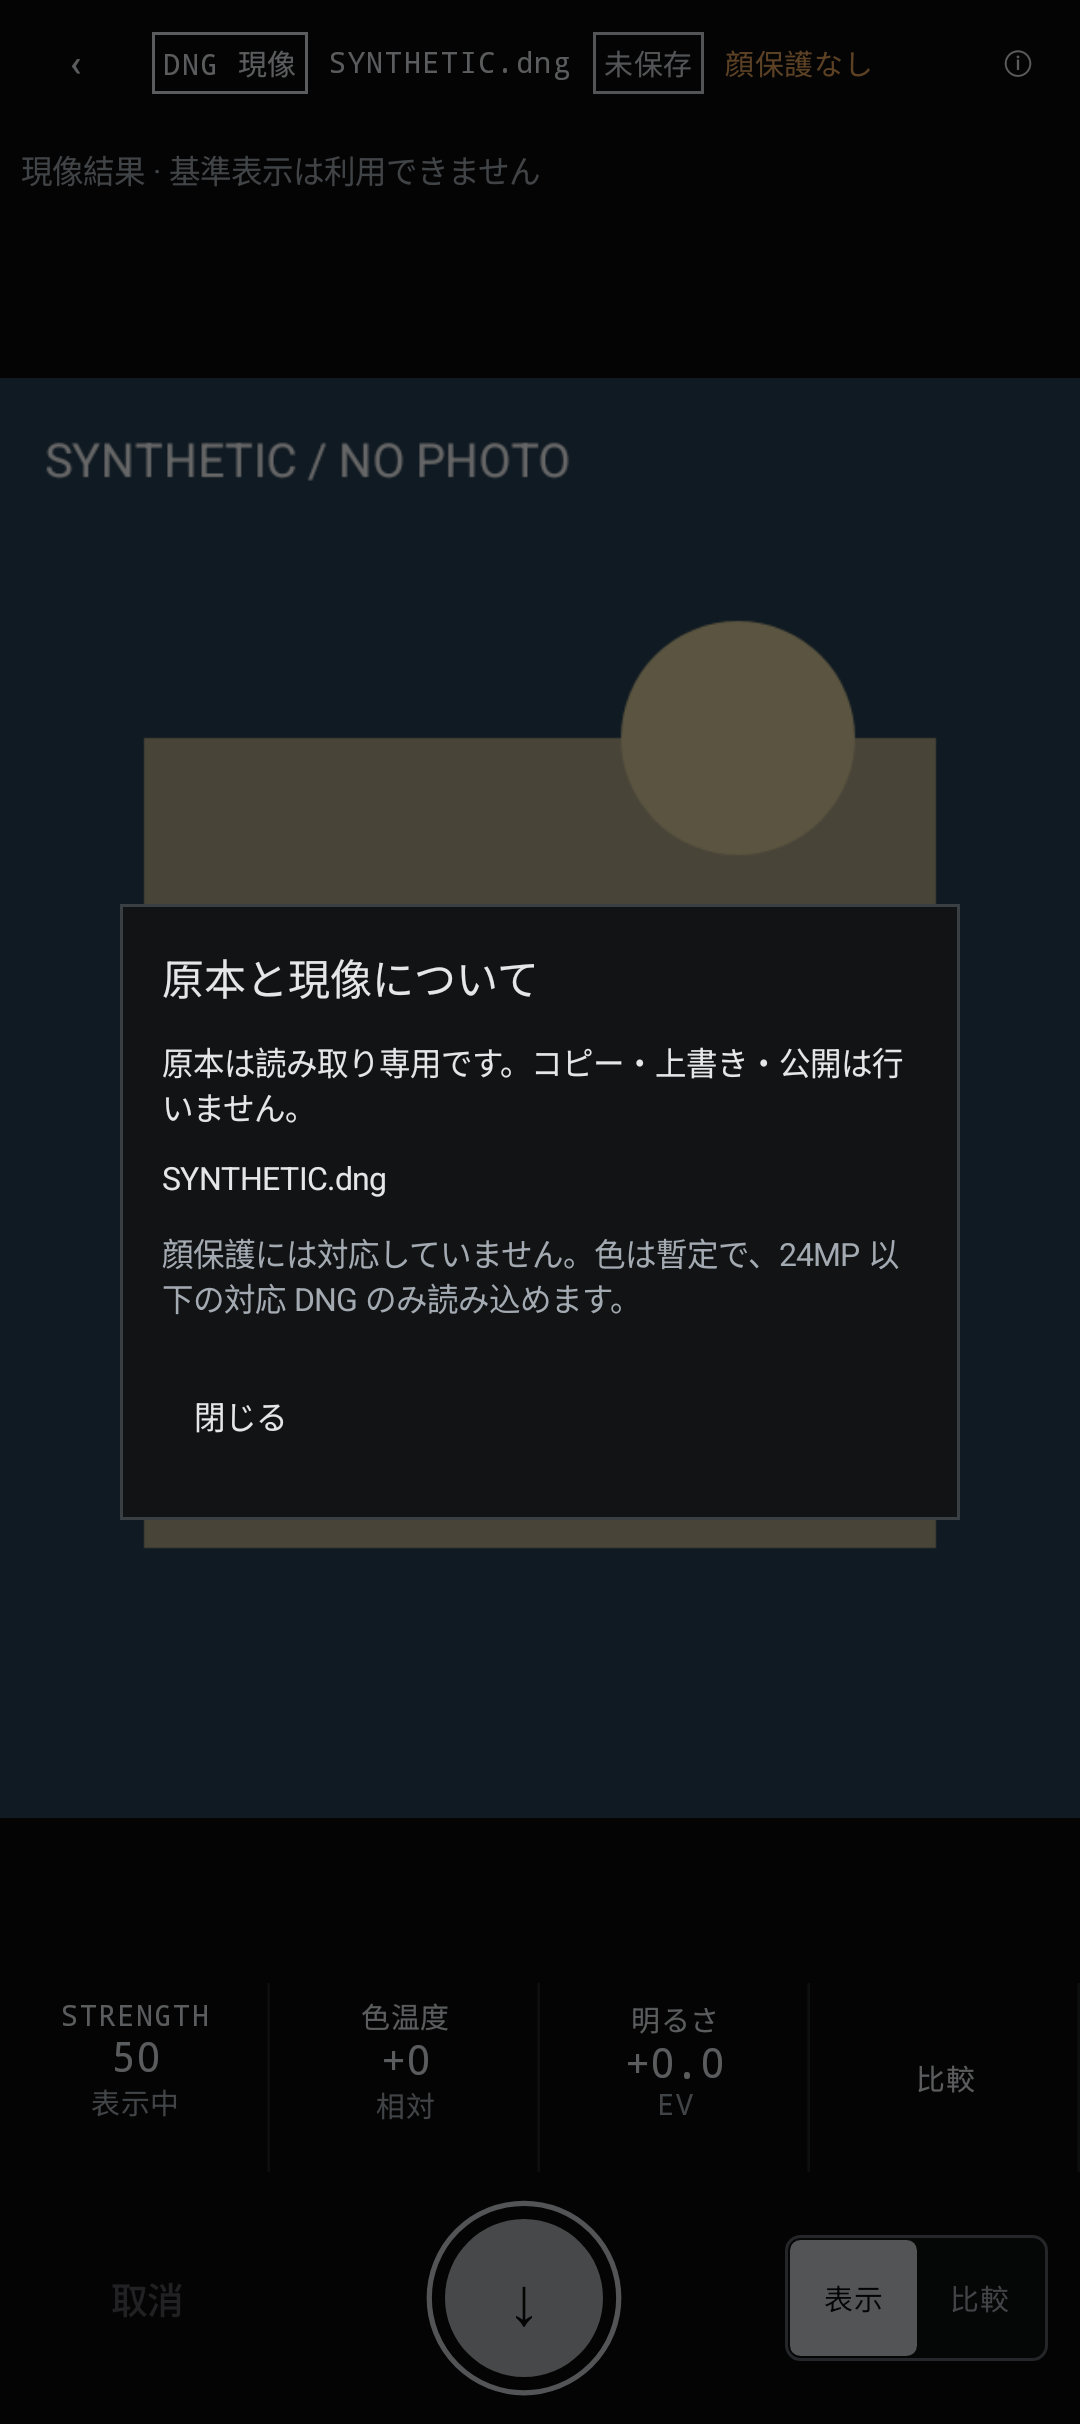 ‹ DNG 現像 SYNTHETIC.dng 未保存 顔保護なし ⓘ
現像結果 · 基準表示は利用できません
SYNTHETIC / NO PHOTO
原本と現像について
原本は読み取り専用です。コピー・上書き・公開は行
いません。
SYNTHETIC.dng
顔保護には対応していません。色は暫定で、24MP 以
下の対応 DNG のみ読み込めます。
閉じる
STRENGTH
50
表示中
色温度
+0
相対
明るさ
+0.0
EV
比較
取消
↓
表示 比較